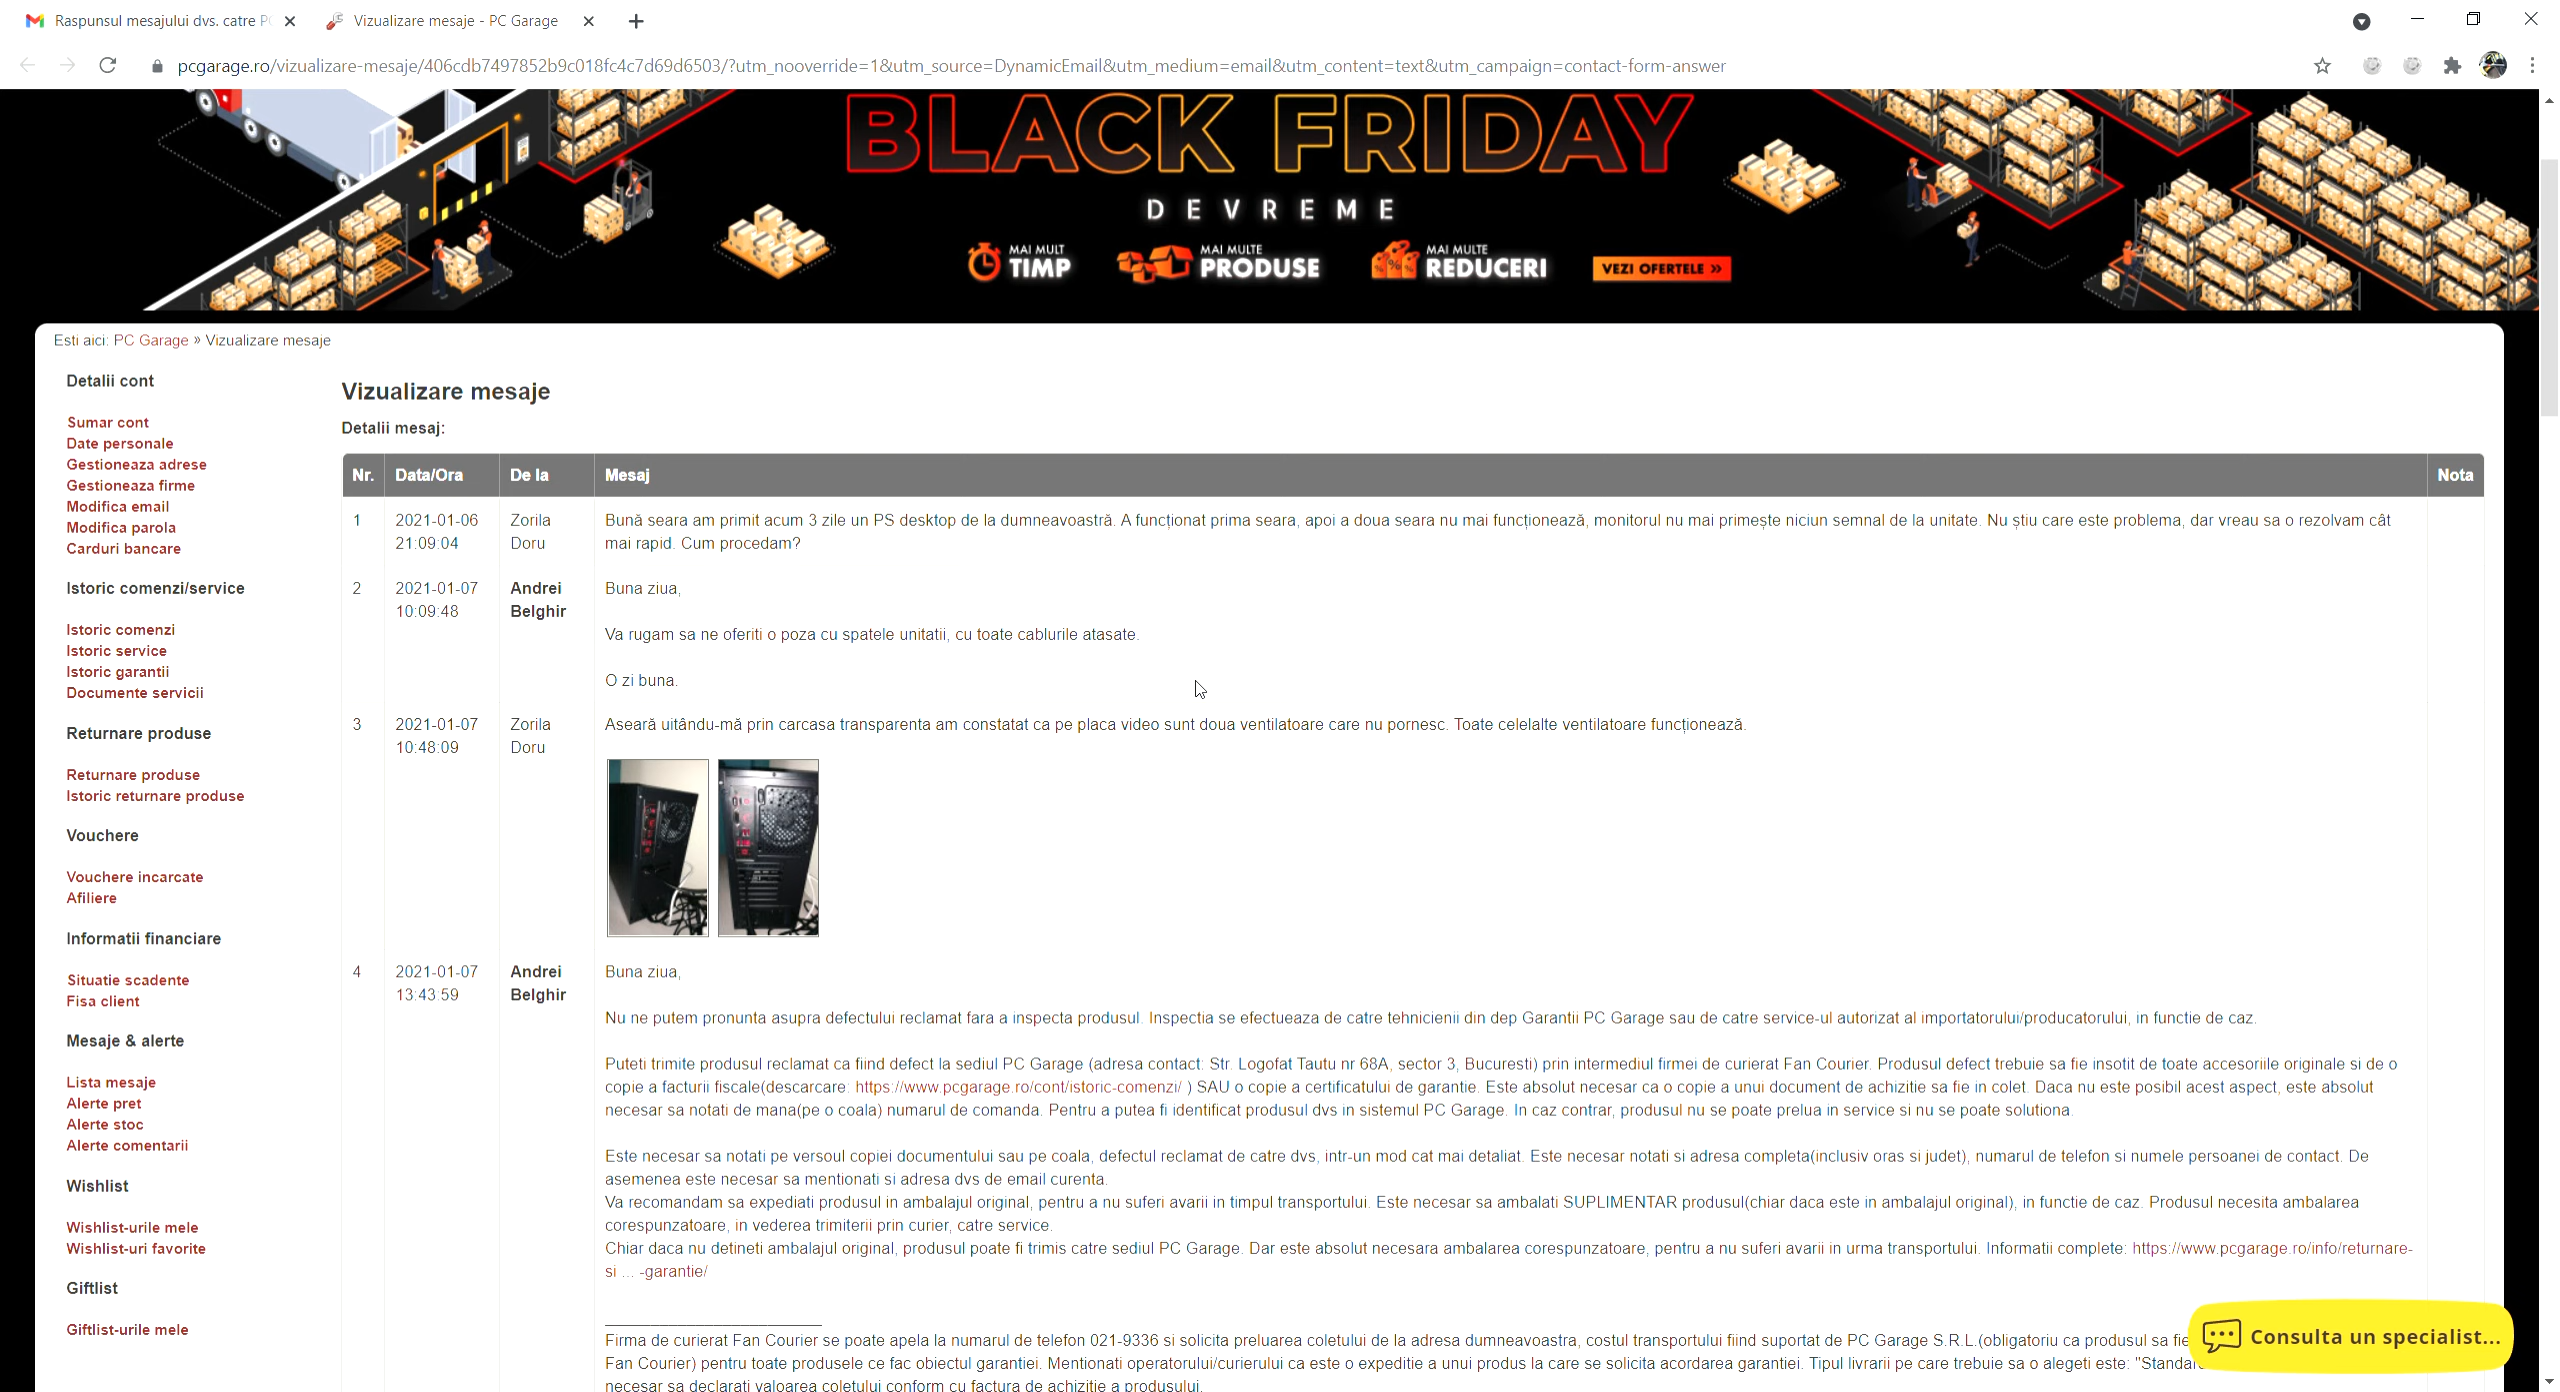 Raspunsul mesajului dvs. catre PC
Vizualizare mesaje - PC Garage
pcgarage.ro/vizualizare-mesaje/406cdb7497852b9c018fc4c7d69d6503/?utm_nooverride=1&utm_source=DynamicEmail&utm_medium=email&utm_content=text&utm_campaign=contact-form-answer
BLACK FRIDAY
DEVREME
MAI MULT TIMP
MAI MULTE PRODUSE
MAI MULTE REDUCERI
VEZI OFERTELE »
Esti aici: PC Garage » Vizualizare mesaje
Detalii cont
Sumar cont
Date personale
Gestioneaza adrese
Gestioneaza firme
Modifica email
Modifica parola
Carduri bancare
Istoric comenzi/service
Istoric comenzi
Istoric service
Istoric garantii
Documente servicii
Returnare produse
Returnare produse
Istoric returnare produse
Vouchere
Vouchere incarcate
Afiliere
Informatii financiare
Situatie scadente
Fisa client
Mesaje & alerte
Lista mesaje
Alerte pret
Alerte stoc
Alerte comentarii
Wishlist
Wishlist-urile mele
Wishlist-uri favorite
Giftlist
Giftlist-urile mele
Vizualizare mesaje
Detalii mesaj:
Nr. Data/Ora De la Mesaj Nota
1 2021-01-06 21:09:04 Zorila Doru
Bună seara am primit acum 3 zile un PS desktop de la dumneavoastră. A funcționat prima seara, apoi a doua seara nu mai funcționează, monitorul nu mai primește niciun semnal de la unitate. Nu știu care este problema, dar vreau sa o rezolvam cât
mai rapid. Cum procedam?
2 2021-01-07 10:09:48 Andrei Belghir
Buna ziua,
Va rugam sa ne oferiti o poza cu spatele unitatii, cu toate cablurile atasate.
O zi buna.
3 2021-01-07 10:48:09 Zorila Doru
Aseară uitându-mă prin carcasa transparenta am constatat ca pe placa video sunt doua ventilatoare care nu pornesc. Toate celelalte ventilatoare funcționează.
4 2021-01-07 13:43:59 Andrei Belghir
Buna ziua,
Nu ne putem pronunta asupra defectului reclamat fara a inspecta produsul. Inspectia se efectueaza de catre tehnicienii din dep Garantii PC Garage sau de catre service-ul autorizat al importatorului/producatorului, in functie de caz.
Puteti trimite produsul reclamat ca fiind defect la sediul PC Garage (adresa contact: Str. Logofat Tautu nr 68A, sector 3, Bucuresti) prin intermediul firmei de curierat Fan Courier. Produsul defect trebuie sa fie insotit de toate accesoriile originale si de o
copie a facturii fiscale(descarcare: https://www.pcgarage.ro/cont/istoric-comenzi/ ) SAU o copie a certificatului de garantie. Este absolut necesar ca o copie a unui document de achizitie sa fie in colet. Daca nu este posibil acest aspect, este absolut
necesar sa notati de mana(pe o coala) numarul de comanda. Pentru a putea fi identificat produsul dvs in sistemul PC Garage. In caz contrar, produsul nu se poate prelua in service si nu se poate solutiona.
Este necesar sa notati pe versoul copiei documentului sau pe coala, defectul reclamat de catre dvs, intr-un mod cat mai detaliat. Este necesar notati si adresa completa(inclusiv oras si judet), numarul de telefon si numele persoanei de contact. De
asemenea este necesar sa mentionati si adresa dvs de email curenta.
Va recomandam sa expediati produsul in ambalajul original, pentru a nu suferi avarii in timpul transportului. Este necesar sa ambalati SUPLIMENTAR produsul(chiar daca este in ambalajul original), in functie de caz. Produsul necesita ambalarea
corespunzatoare, in vederea trimiterii prin curier, catre service.
Chiar daca nu detineti ambalajul original, produsul poate fi trimis catre sediul PC Garage. Dar este absolut necesara ambalarea corespunzatoare, pentru a nu suferi avarii in urma transportului. Informatii complete: https://www.pcgarage.ro/info/returnare-
si ... -garantie/
Firma de curierat Fan Courier se poate apela la numarul de telefon 021-9336 si solicita preluarea coletului de la adresa dumneavoastra, costul transportului fiind suportat de PC Garage S.R.L.(obligatoriu ca produsul sa fie
Fan Courier) pentru toate produsele ce fac obiectul garantiei. Mentionati operatorului/curierului ca este o expeditie a unui produs la care se solicita acordarea garantiei. Tipul livrarii pe care trebuie sa o alegeti este: "Standard
necesar sa declarati valoarea coletului conform cu factura de achizitie a produsului.
Consulta un specialist...